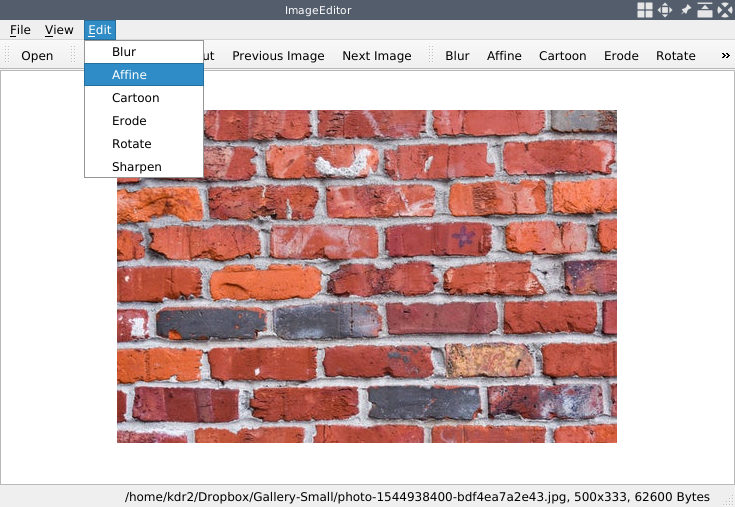 ImageEditor
File View Edit
Open ut Previous Image Next Image Blur Affine Cartoon Erode Rotate »
Blur
Affine
Cartoon
Erode
Rotate
Sharpen
/home/kdr2/Dropbox/Gallery-Small/photo-1544938400-bdf4ea7a2e43.jpg, 500x333, 62600 Bytes